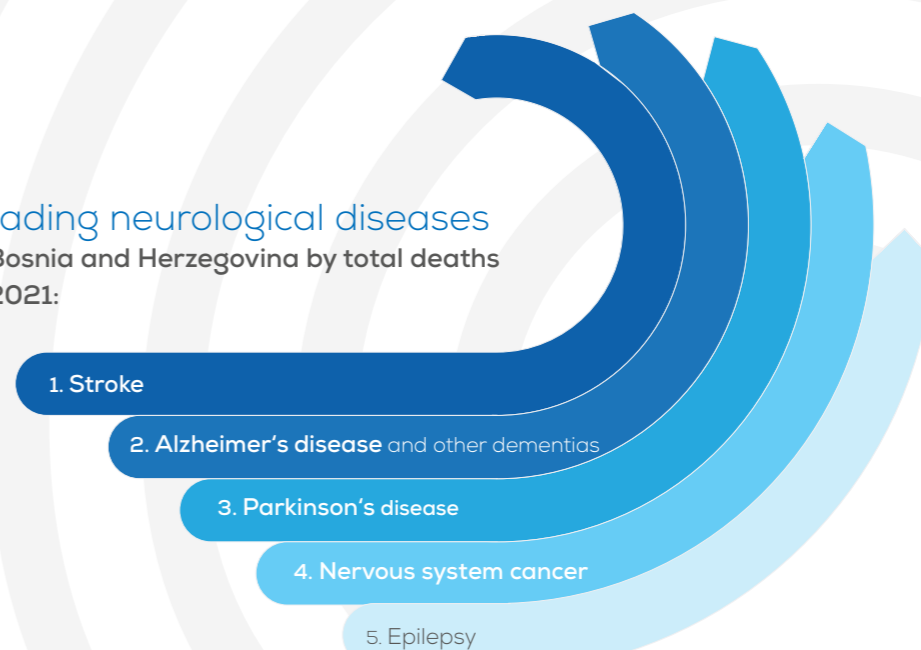 ading neurological diseases
Bosnia and Herzegovina by total deaths
2021:
1. Stroke
2. Alzheimer‘s disease and other dementias
3. Parkinson‘s disease
4. Nervous system cancer
5. Epilepsy